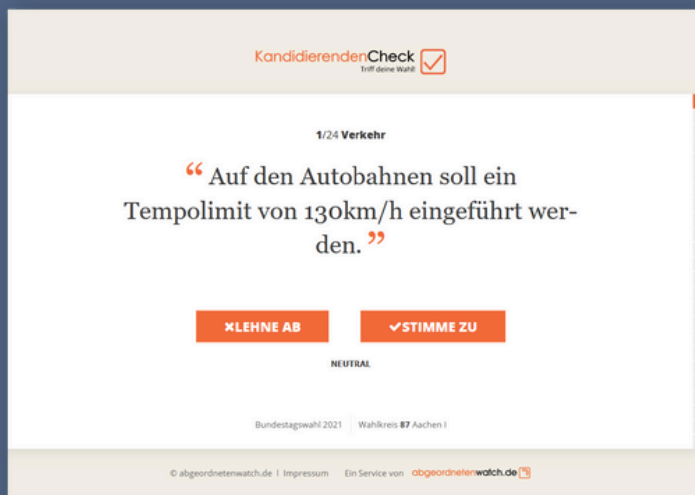 KandidierendenCheck
Triff deine Wahl!
1/24 Verkehr
“ Auf den Autobahnen soll ein
Tempolimit von 130km/h eingeführt wer-
den. ”
✖LEHNE AB
✔STIMME ZU
NEUTRAL
Bundestagswahl 2021 Wahlkreis 87 Aachen I
© abgeordnetenwatch.de | Impressum Ein Service von abgeordnetenwatch.de